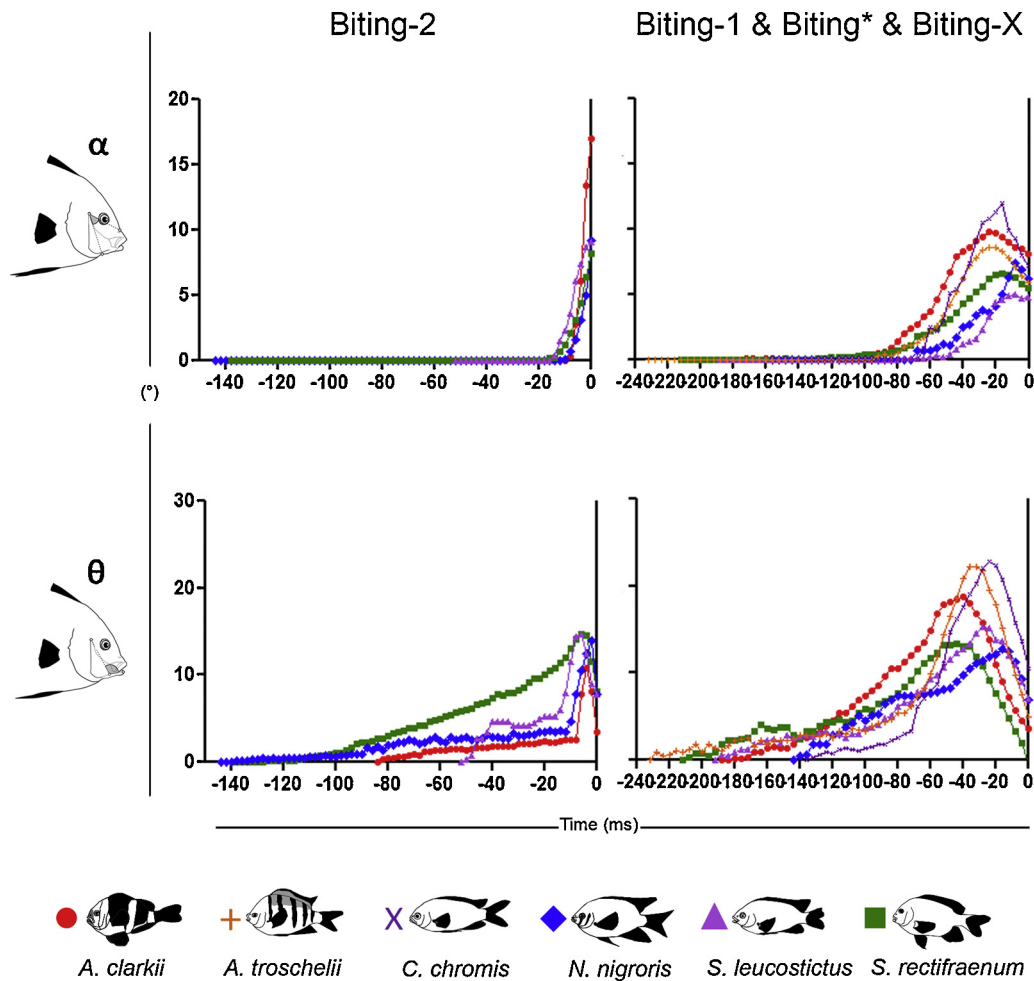 Biting-2
Biting-1 & Biting* & Biting-X
α
(°)
20
15
10
5
0
-140 -120 -100 -80 -60 -40 -20 0
-240 -220 -200 -180 -160 -140 -120 -100 -80 -60 -40 -20 0
θ
30
20
10
0
-140 -120 -100 -80 -60 -40 -20 0
-240 -220 -200 -180 -160 -140 -120 -100 -80 -60 -40 -20 0
Time (ms)
A. clarkii A. troschelii C. chromis N. nigroris S. leucostictus S. rectifraenum